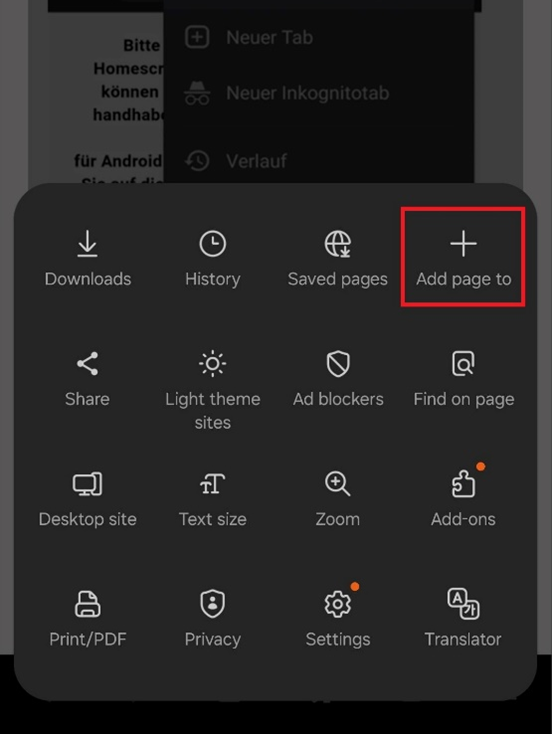 Neuer Tab
Bitte
Homescr
Neuer Inkognitotab
können
handhabe
für Android
Verlauf
Sie auf die
Downloads
History
Saved pages
Add page to
Share
Light theme
sites
Ad blockers
Find on page
Desktop site
Text size
Zoom
Add-ons
Print/PDF
Privacy
Settings
Translator